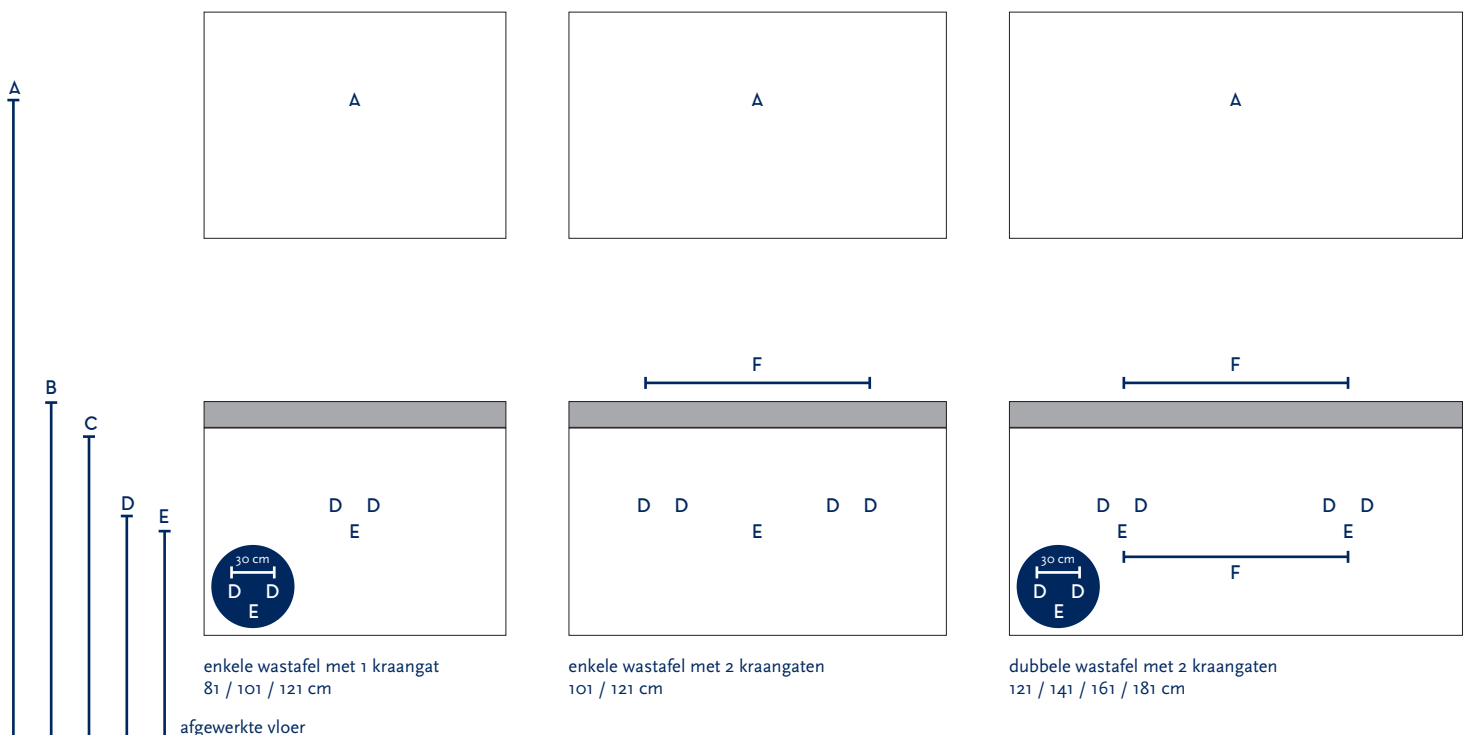 A
A
A
A
F
F
B
C
D
D D
D D
D D
D D
D D
E
E
E
E
E
30 cm
D D
E
30 cm
D D
E
F
enkele wastafel met 1 kraangat
81 / 101 / 121 cm
enkele wastafel met 2 kraangaten
101 / 121 cm
dubbele wastafel met 2 kraangaten
121 / 141 / 161 / 181 cm
afgewerkte vloer